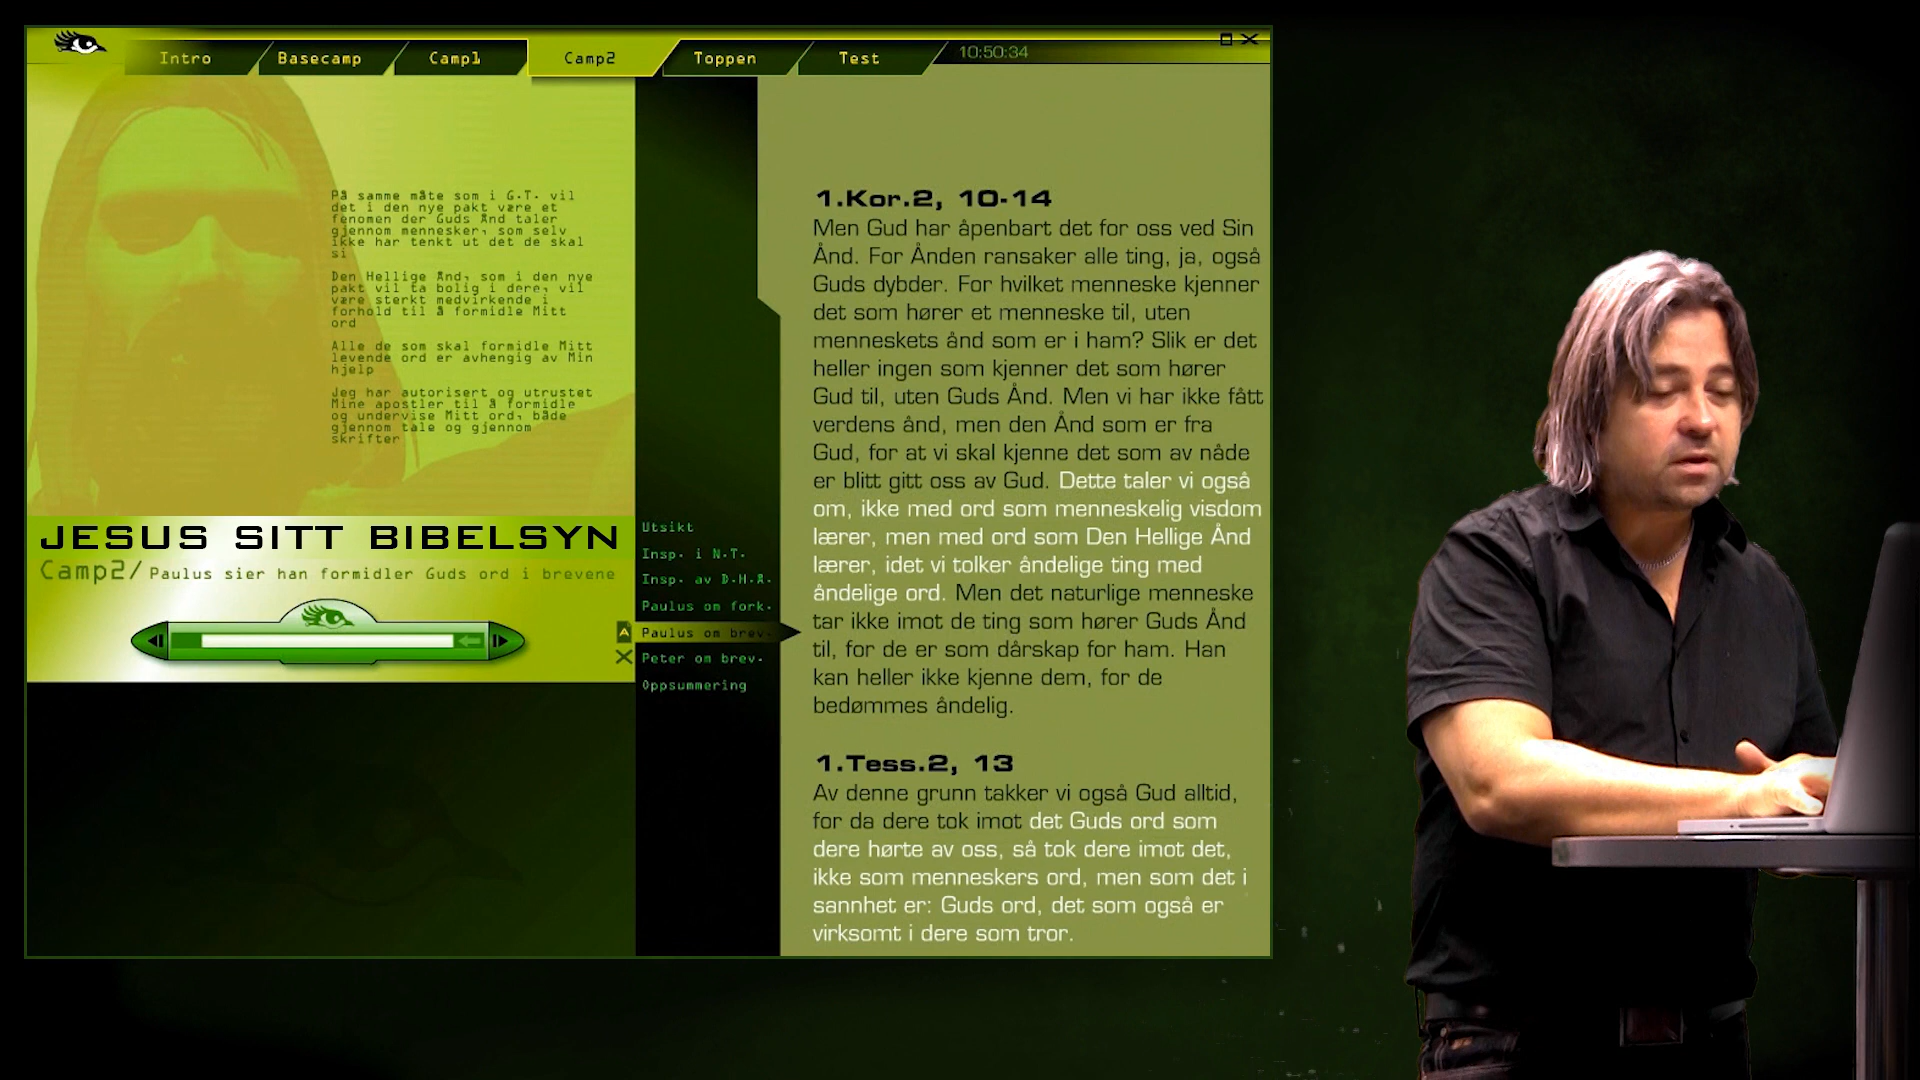 Intro
Basecamp
Camp1
Camp2
Toppen
Test
10:50:34
På samme måte som i G.T. vil
det i den nye pakt være et
fenomen der Guds Ånd taler
gjennom mennesker, som selv
ikke har tenkt ut det de skal
si
Den Hellige Ånd, som i den nye
pakt vil ta bolig i dere, vil
være sterkt medvirkende i
forhold til å formidle Mitt
ord
Alle de som skal formidle Mitt
levende ord er avhengig av Min
hjelp
Jeg har autorisert og utrustet
Mine apostler til å formidle
og undervise Mitt ord, både
gjennom tale og gjennom
skrifter
JESUS SITT BIBELSYN
Camp2/Paulus sier han formidler Guds ord i brevene
Utsikt
Insp. i N.T.
Insp. av D.H.Å.
Paulus om fork.
A
Paulus om brev.
Peter om brev.
Oppsummering
1.Kor.2, 10-14
Men Gud har åpenbart det for oss ved Sin
Ånd. For Ånden ransaker alle ting, ja, også
Guds dybder. For hvilket menneske kjenner
det som hører et menneske til, uten
menneskets ånd som er i ham? Slik er det
heller ingen som kjenner det som hører
Gud til, uten Guds Ånd. Men vi har ikke fått
verdens ånd, men den Ånd som er fra
Gud, for at vi skal kjenne det som av nåde
er blitt gitt oss av Gud. Dette taler vi også
om, ikke med ord som menneskelig visdom
lærer, men med ord som Den Hellige Ånd
lærer, idet vi tolker åndelige ting med
åndelige ord. Men det naturlige menneske
tar ikke imot de ting som hører Guds Ånd
til, for de er som dårskap for ham. Han
kan heller ikke kjenne dem, for de
bedømmes åndelig.
1.Tess.2, 13
Av denne grunn takker vi også Gud alltid,
for da dere tok imot det Guds ord som
dere hørte av oss, så tok dere imot det,
ikke som menneskers ord, men som det i
sannhet er: Guds ord, det som også er
virksomt i dere som tror.